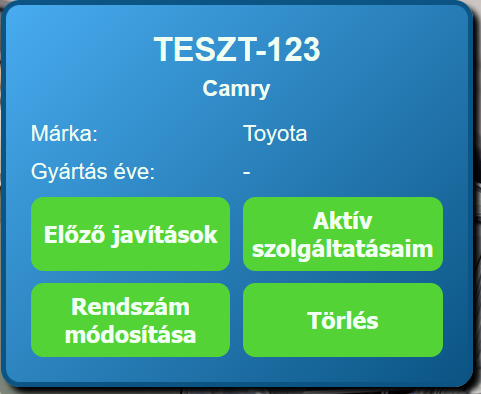 TESZT-123
Camry
Márka: Toyota
Gyártás éve: -
Előző javítások
Aktív
szolgáltatásaim
Rendszám
módosítása
Törlés